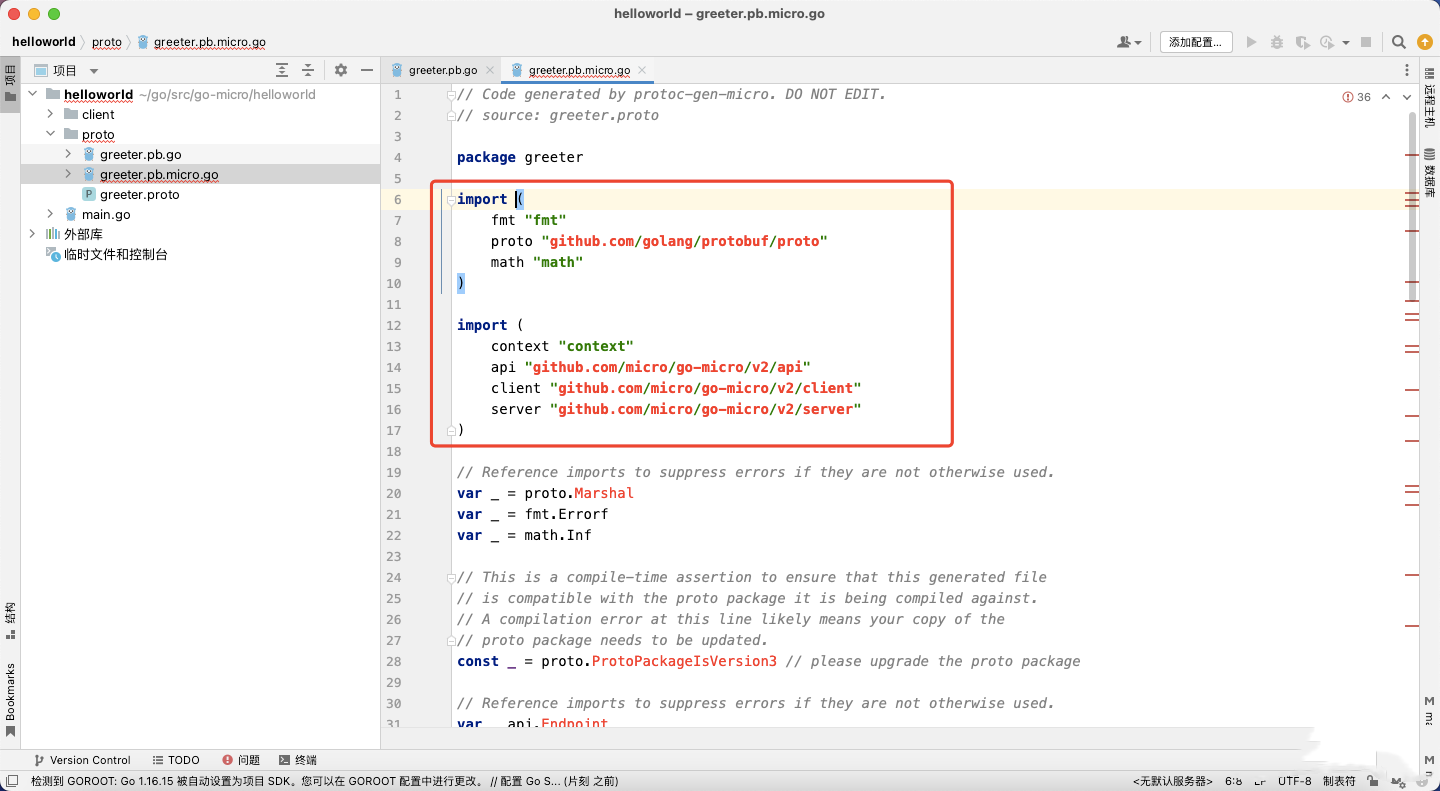 helloworld – greeter.pb.micro.go
helloworld
proto
greeter.pb.micro.go
添加配置...
项目
项目
greeter.pb.go
greeter.pb.micro.go
helloworld ~/go/src/go-micro/helloworld
client
proto
greeter.pb.go
greeter.pb.micro.go
P greeter.proto
main.go
外部库
临时文件和控制台
1 // Code generated by protoc-gen-micro. DO NOT EDIT.
2 // source: greeter.proto
3
4 package greeter
5
6 import (
7 fmt "fmt"
8 proto "github.com/golang/protobuf/proto"
9 math "math"
10 )
11
12 import (
13 context "context"
14 api "github.com/micro/go-micro/v2/api"
15 client "github.com/micro/go-micro/v2/client"
16 server "github.com/micro/go-micro/v2/server"
17 )
18
19 // Reference imports to suppress errors if they are not otherwise used.
20 var _ = proto.Marshal
21 var _ = fmt.Errorf
22 var _ = math.Inf
23
24 // This is a compile-time assertion to ensure that this generated file
25 // is compatible with the proto package it is being compiled against.
26 // A compilation error at this line likely means your copy of the
27 // proto package needs to be updated.
28 const _ = proto.ProtoPackageIsVersion3 // please upgrade the proto package
29
30 // Reference imports to suppress errors if they are not otherwise used.
31 var api.Endpoint
36
远程主机
数据库
结构
Bookmarks
Version Control
TODO
问题
终端
检测到 GOROOT: Go 1.16.15 被自动设置为项目 SDK。您可以在 GOROOT 配置中进行更改。 // 配置 Go S... (片刻 之前)
<无默认服务器>
6:8
LF
UTF-8
制表符